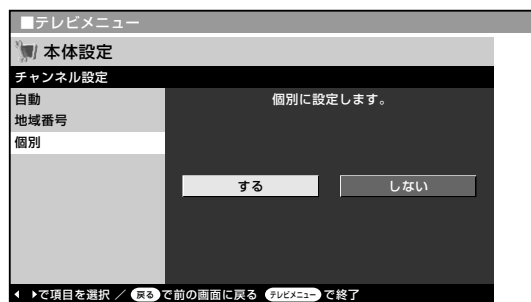 ■テレビメニュー
本体設定
チャンネル設定
自動
地域番号
個別
個別に設定します。
する しない
で項目を選択 / 戻る で前の画面に戻る テレビメニュー で終了